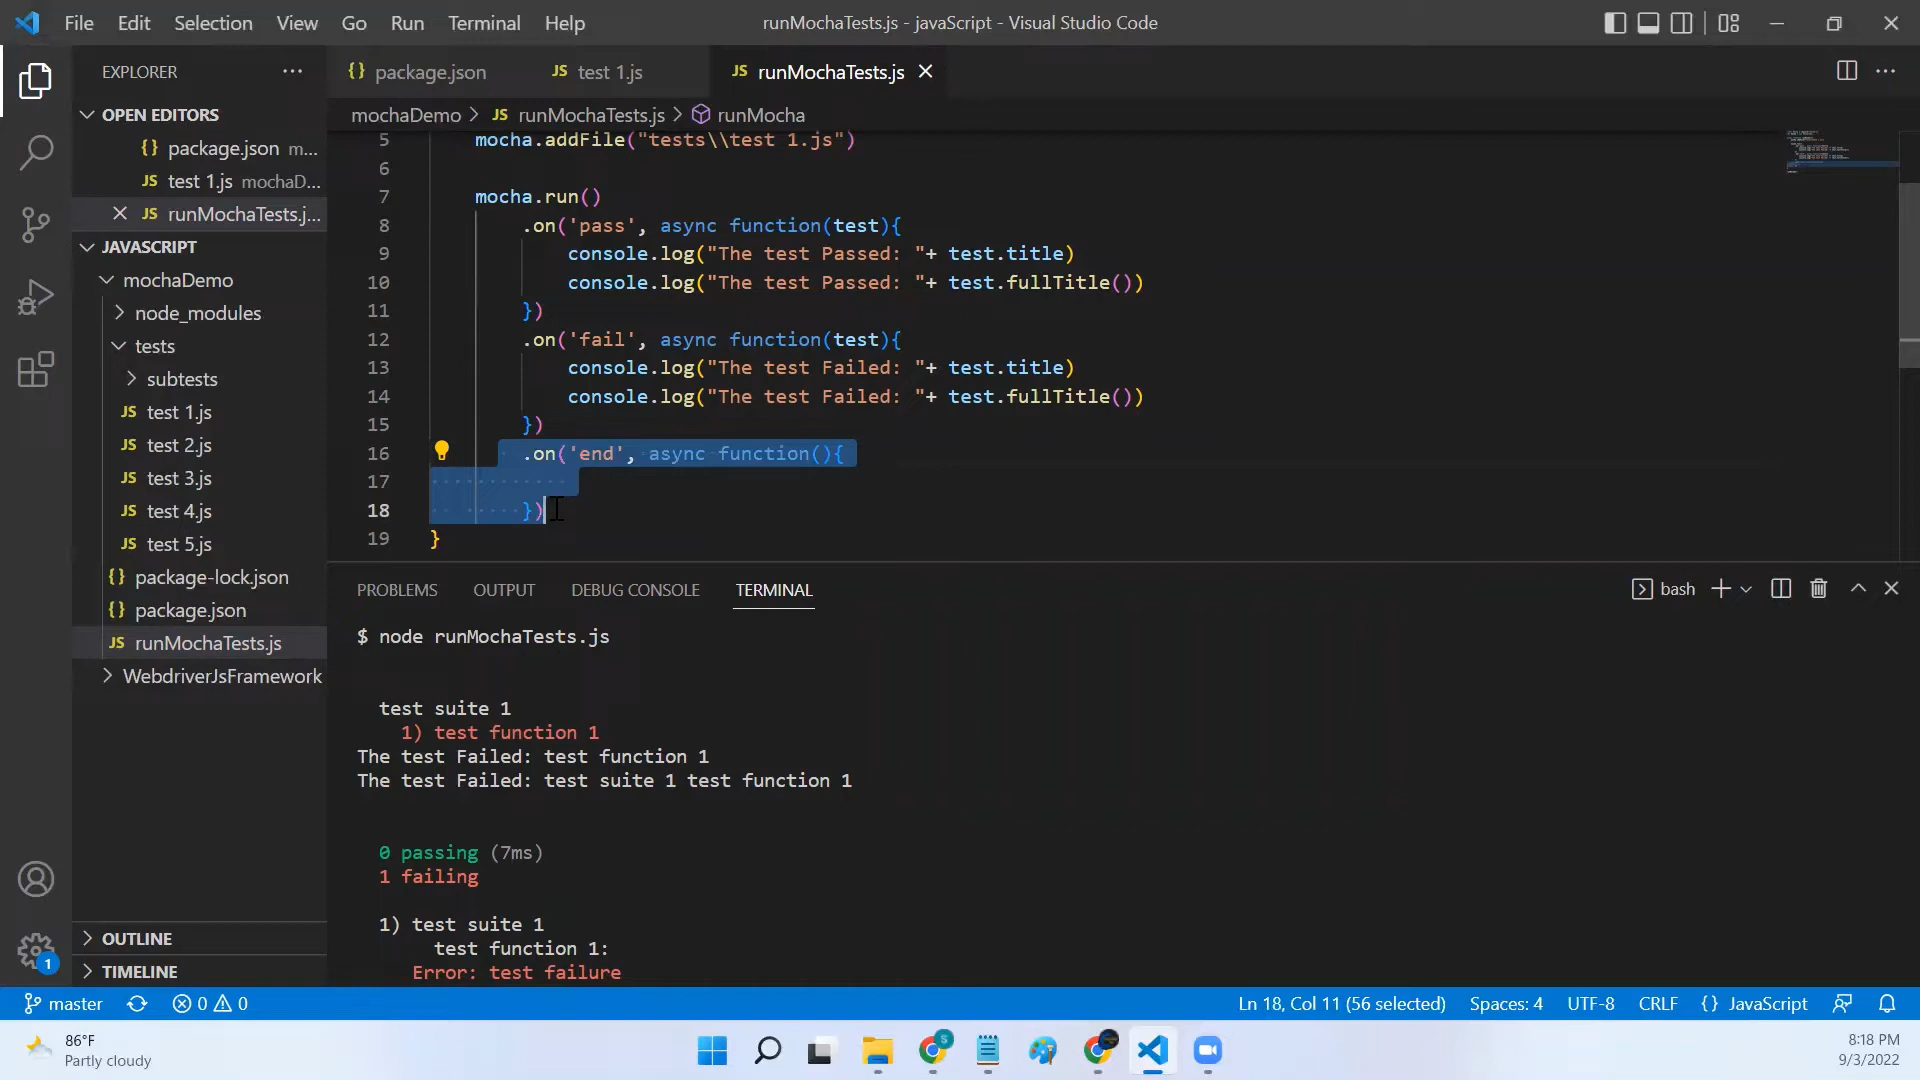 File Edit Selection View Go Run Terminal Help
runMochaTests.js - javaScript - Visual Studio Code
EXPLORER
OPEN EDITORS
{} package.json m...
JS test 1.js mochaD...
JS runMochaTests.j...
JAVASCRIPT
mochaDemo
node_modules
tests
subtests
JS test 1.js
JS test 2.js
JS test 3.js
JS test 4.js
JS test 5.js
{} package-lock.json
{} package.json
JS runMochaTests.js
WebdriverJsFramework
OUTLINE
TIMELINE
1
{} package.json JS test 1.js JS runMochaTests.js
mochaDemo > JS runMochaTests.js > runMocha
5 mocha.addFile("tests\\test 1.js")
6
7 mocha.run()
8 .on('pass', async function(test){
9 console.log("The test Passed: "+ test.title)
10 console.log("The test Passed: "+ test.fullTitle())
11 })
12 .on('fail', async function(test){
13 console.log("The test Failed: "+ test.title)
14 console.log("The test Failed: "+ test.fullTitle())
15 })
16 .on('end', async function(){
17
18 })
19 }
PROBLEMS OUTPUT DEBUG CONSOLE TERMINAL
bash
$ node runMochaTests.js
test suite 1
1) test function 1
The test Failed: test function 1
The test Failed: test suite 1 test function 1
0 passing (7ms)
1 failing
1) test suite 1
test function 1:
Error: test failure
master 0 0
Ln 18, Col 11 (56 selected) Spaces: 4 UTF-8 CRLF {} JavaScript
86°F
Partly cloudy
S
8:18 PM
9/3/2022